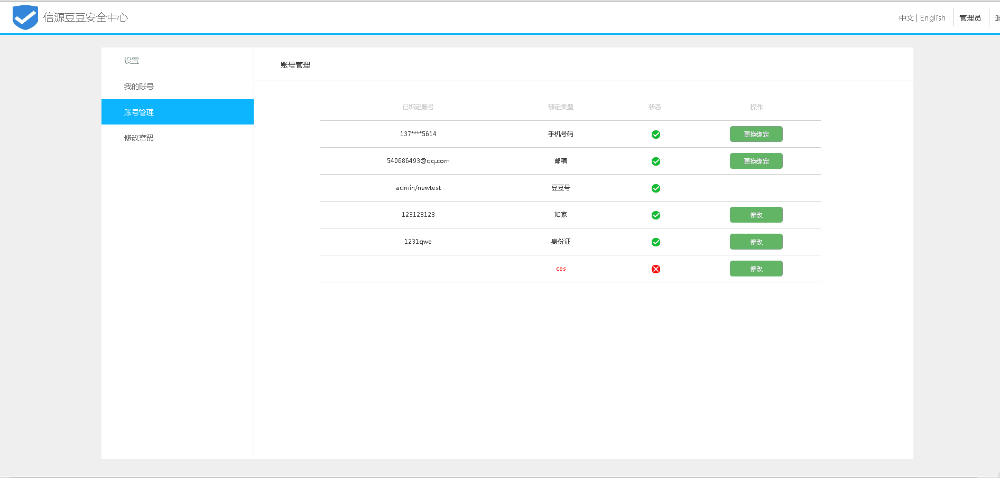 信源豆豆安全中心
中文 | English 管理员 退
设置
我的账号
账号管理
修改密码
账号管理
已绑定账号 绑定类型 状态 操作
137****5614 手机号码 更换绑定
540686493@qq.com 邮箱 更换绑定
admin/newtest 豆豆号
123123123 如家 修改
1231qwe 身份证 修改
ces 修改